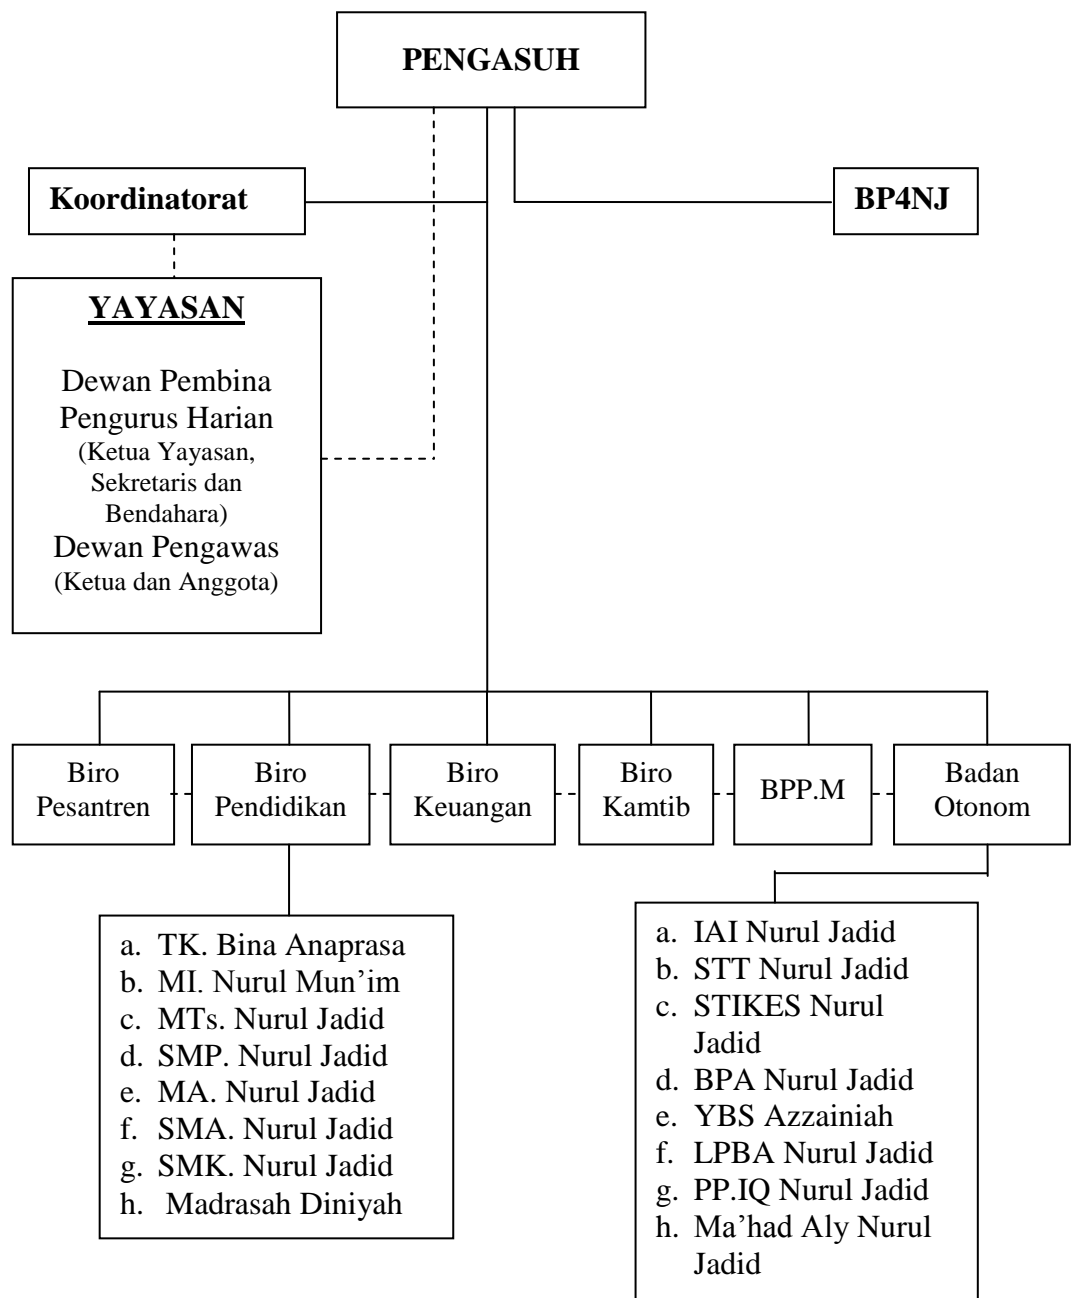 PENGASUH
Koordinatorat
BP4NJ
YAYASAN
Dewan Pembina
Pengurus Harian
(Ketua Yayasan,
Sekretaris dan
Bendahara)
Dewan Pengawas
(Ketua dan Anggota)
Biro
Pesantren
Biro
Pendidikan
Biro
Keuangan
Biro
Kamtib
BPP.M
Badan
Otonom
a. TK. Bina Anaprasa
b. MI. Nurul Mun’im
c. MTs. Nurul Jadid
d. SMP. Nurul Jadid
e. MA. Nurul Jadid
f. SMA. Nurul Jadid
g. SMK. Nurul Jadid
h. Madrasah Diniyah
a. IAI Nurul Jadid
b. STT Nurul Jadid
c. STIKES Nurul
Jadid
d. BPA Nurul Jadid
e. YBS Azzainiah
f. LPBA Nurul Jadid
g. PP.IQ Nurul Jadid
h. Ma’had Aly Nurul
Jadid